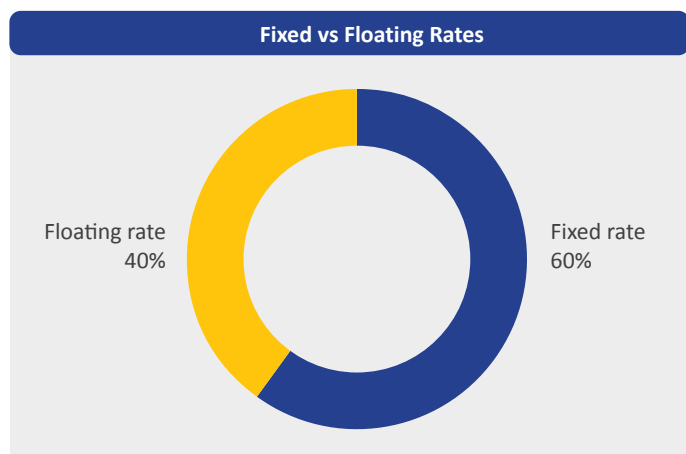 Fixed vs Floating Rates
Floating rate
40%
Fixed rate
60%